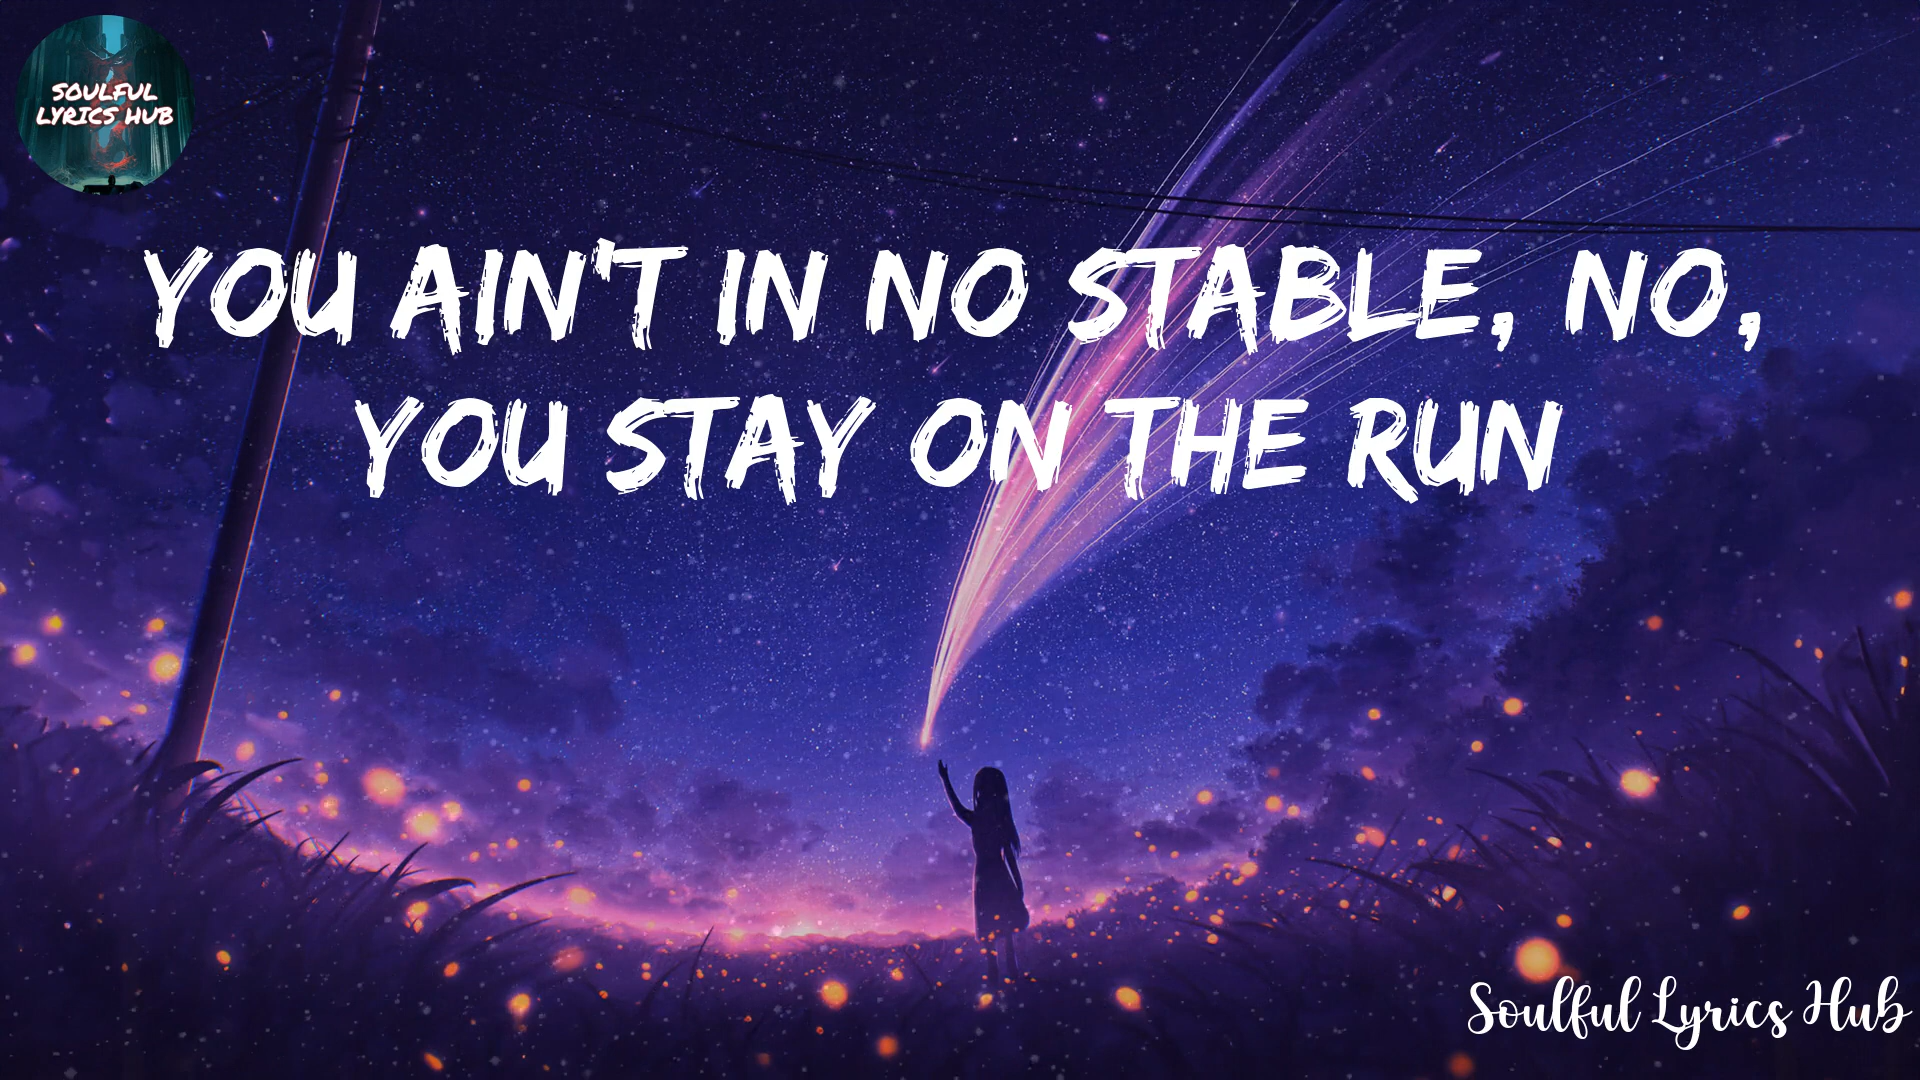 SOULFUL
LYRICS HUB
YOU AIN'T IN NO STABLE, NO,
YOU STAY ON THE RUN
Soulful Lyrics Hub